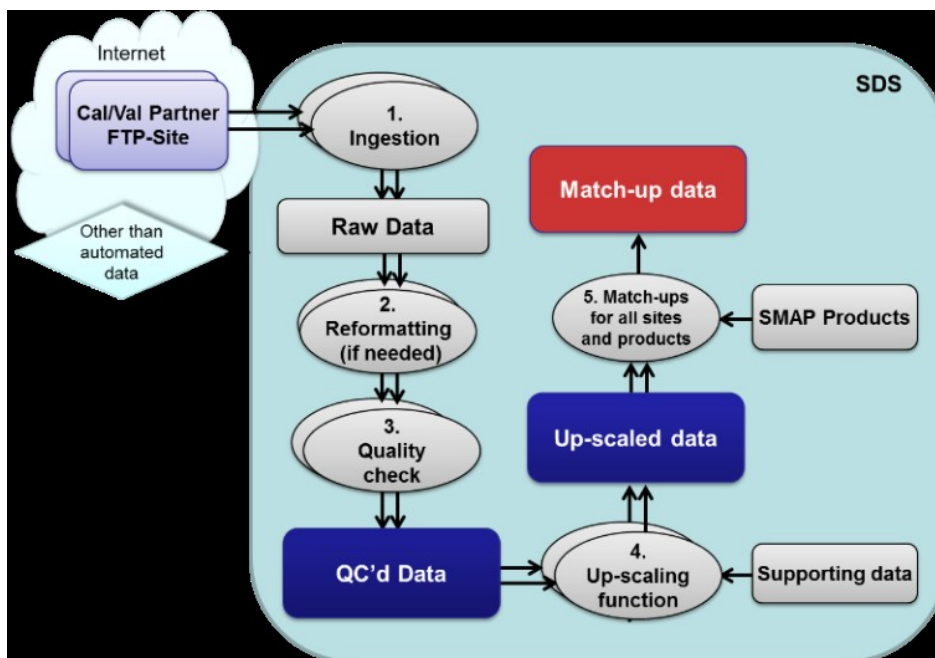 Internet
Cal/Val Partner
FTP-Site
Other than
automated
data
SDS
1.
Ingestion
Raw Data
2.
Reformatting
(if needed)
3.
Quality
check
QC'd Data
4.
Up-scaling
function
Supporting data
Up-scaled data
5. Match-ups
for all sites
and products
SMAP Products
Match-up data